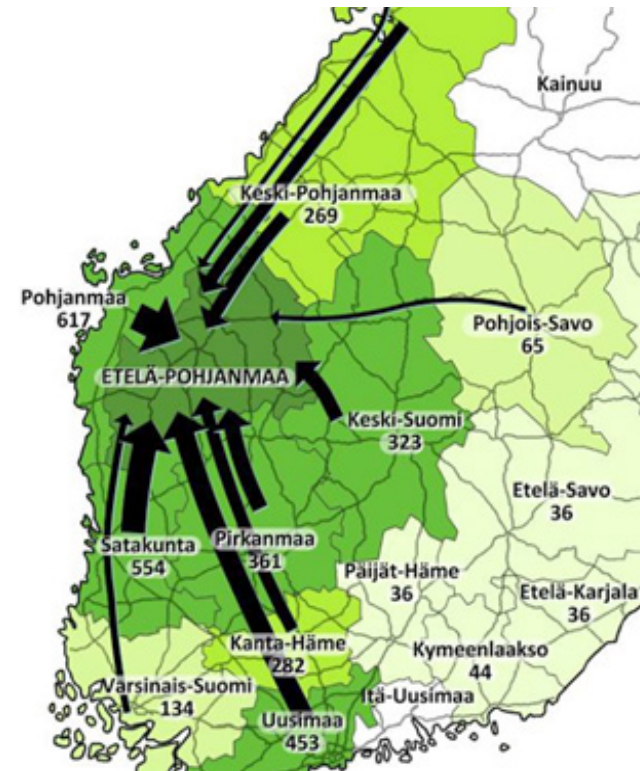 Kainuu
Keski-Pohjanmaa
269
Pohjanmaa
617
Pohjois-Savo
65
ETELÄ-POHJANMAA
Keski-Suomi
323
Etelä-Savo
36
Satakunta
554
Pirkanmaa
361
Päijät-Häme
36
Etelä-Karjala
36
Kanta-Häme
282
Kymeenlaakso
44
Varsinais-Suomi
134
Itä-Uusimaa
Uusimaa
453